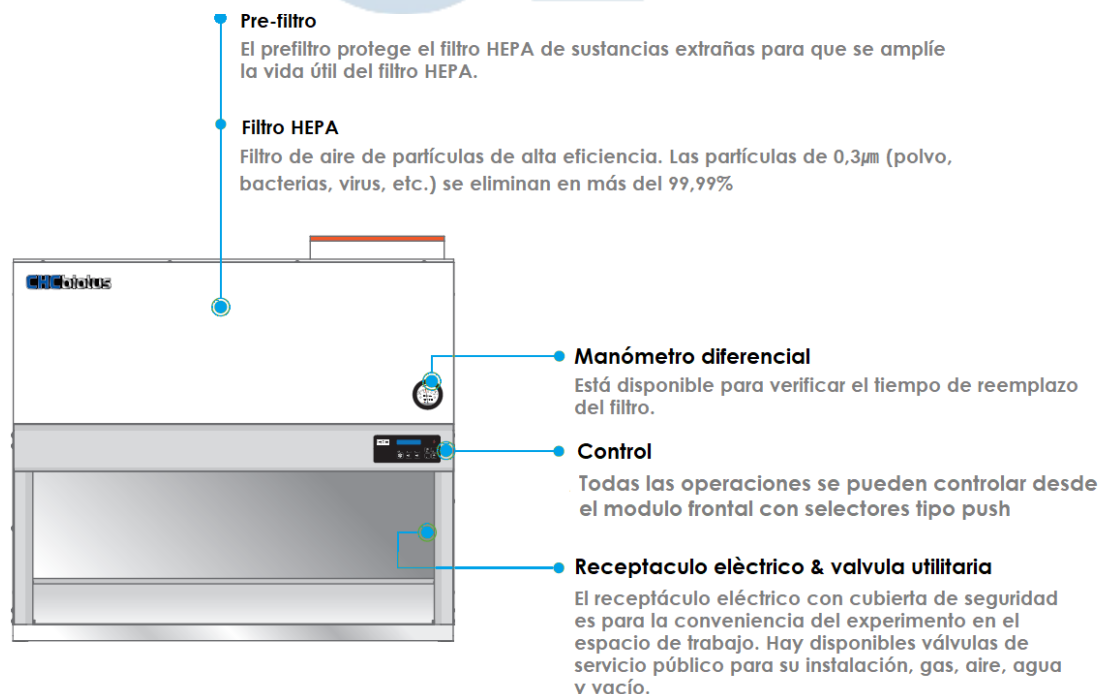 Pre-filtro
El prefiltro protege el filtro HEPA de sustancias extrañas para que se amplíe
la vida útil del filtro HEPA.
Filtro HEPA
Filtro de aire de partículas de alta eficiencia. Las partículas de 0,3㎛ (polvo,
bacterias, virus, etc.) se eliminan en más del 99,99%
CHCbiolus
Manómetro diferencial
Está disponible para verificar el tiempo de reemplazo
del filtro.
Control
Todas las operaciones se pueden controlar desde
el modulo frontal con selectores tipo push
Receptaculo elèctrico & valvula utilitaria
El receptáculo eléctrico con cubierta de seguridad
es para la conveniencia del experimento en el
espacio de trabajo. Hay disponibles válvulas de
servicio público para su instalación, gas, aire, agua
y vacío.